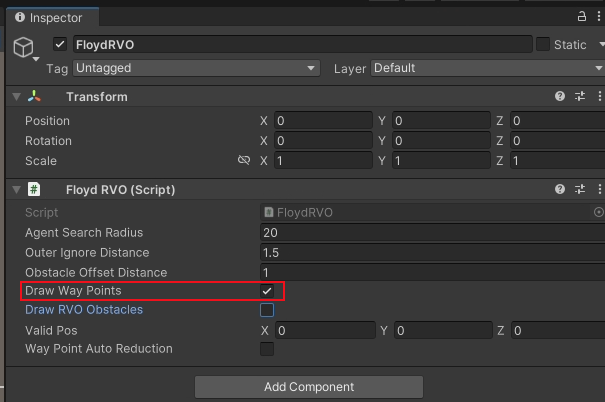 Inspector
FloydRVO Static
Tag Untagged Layer Default
Transform
Position X 0 Y 0 Z 0
Rotation X 0 Y 0 Z 0
Scale X 1 Y 1 Z 1
# Floyd RVO (Script)
Script # FloydRVO
Agent Search Radius 20
Outer Ignore Distance 1.5
Obstacle Offset Distance 1
Draw Way Points
Draw RVO Obstacles
Valid Pos X 0 Y 0 Z 0
Way Point Auto Reduction
Add Component